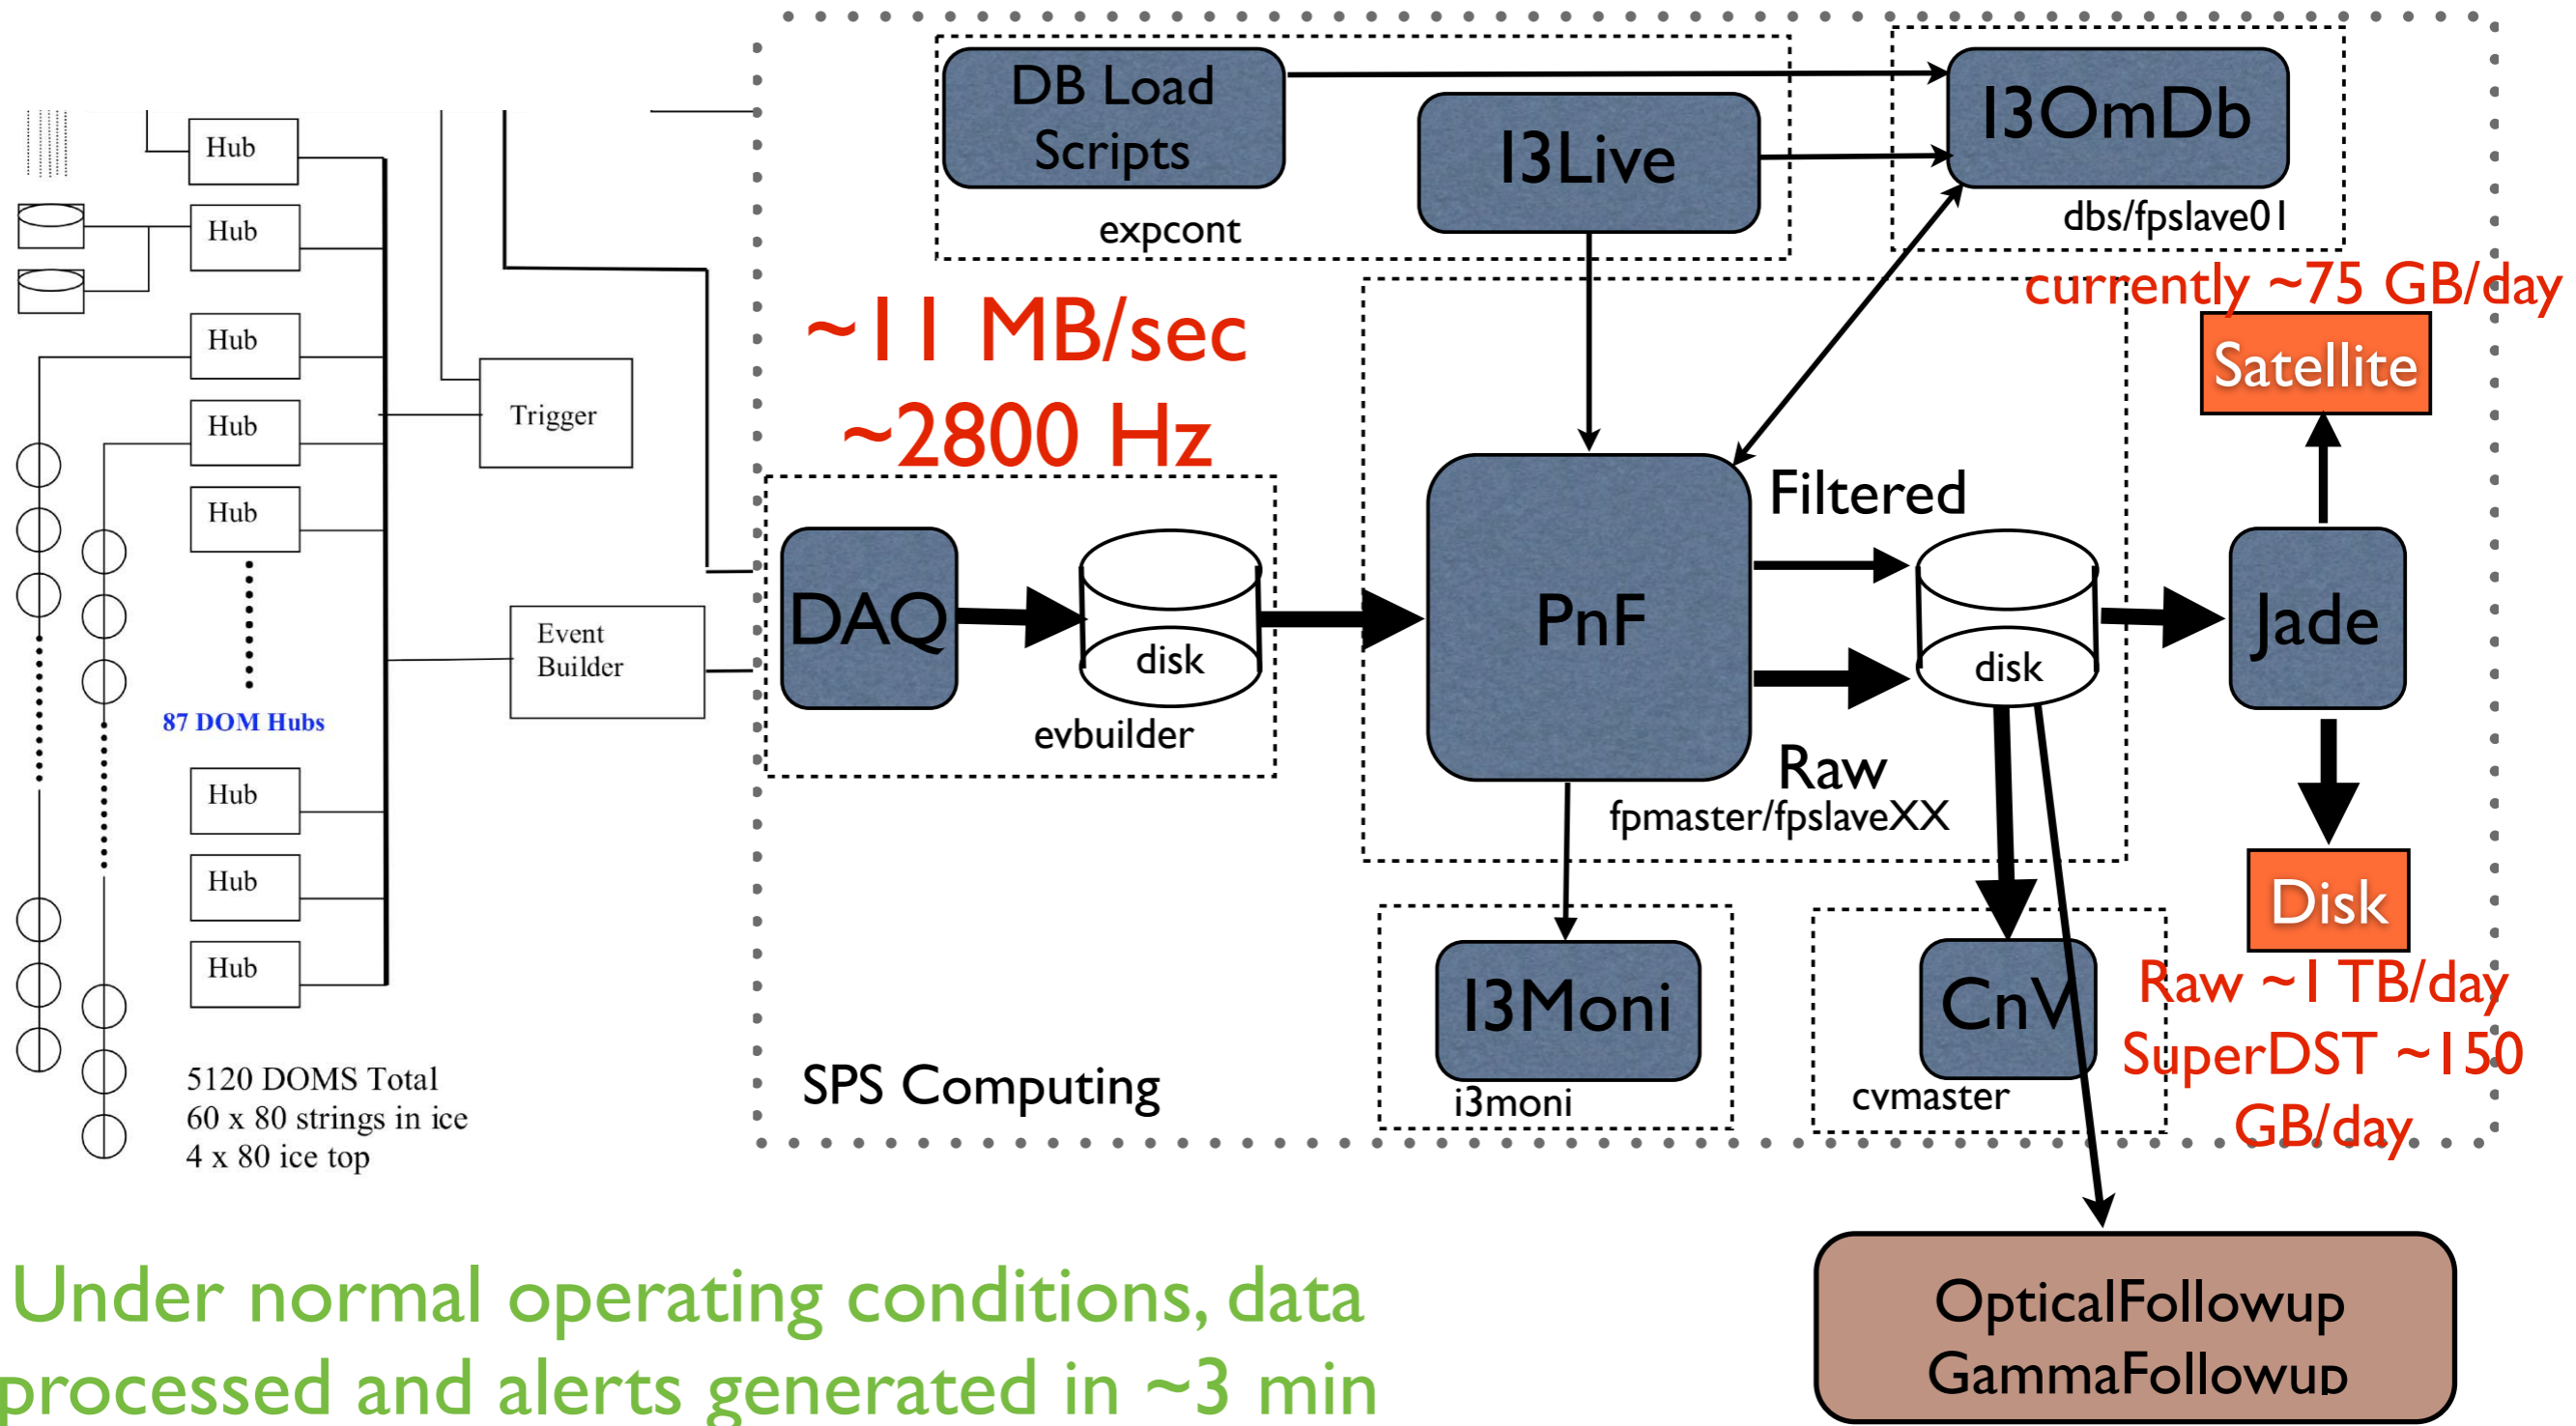 Hub
Hub
Hub
Hub
Hub
87 DOM Hubs
Hub
Hub
Hub
5120 DOMS Total
60 x 80 strings in ice
4 x 80 ice top
Trigger
Event
Builder
DB Load
Scripts
I3Live
expcont
I3OmDb
dbs/fpslave01
~11 MB/sec
~2800 Hz
DAQ
disk
evbuilder
PnF
Filtered
Raw
disk
fpmaster/fpslaveXX
currently ~75 GB/day
Satellite
Jade
Disk
Raw ~1 TB/day
SuperDST ~150
GB/day
I3Moni
i3moni
CnV
cvmaster
SPS Computing
OpticalFollowup
GammaFollowup
Under normal operating conditions, data
processed and alerts generated in ~3 min